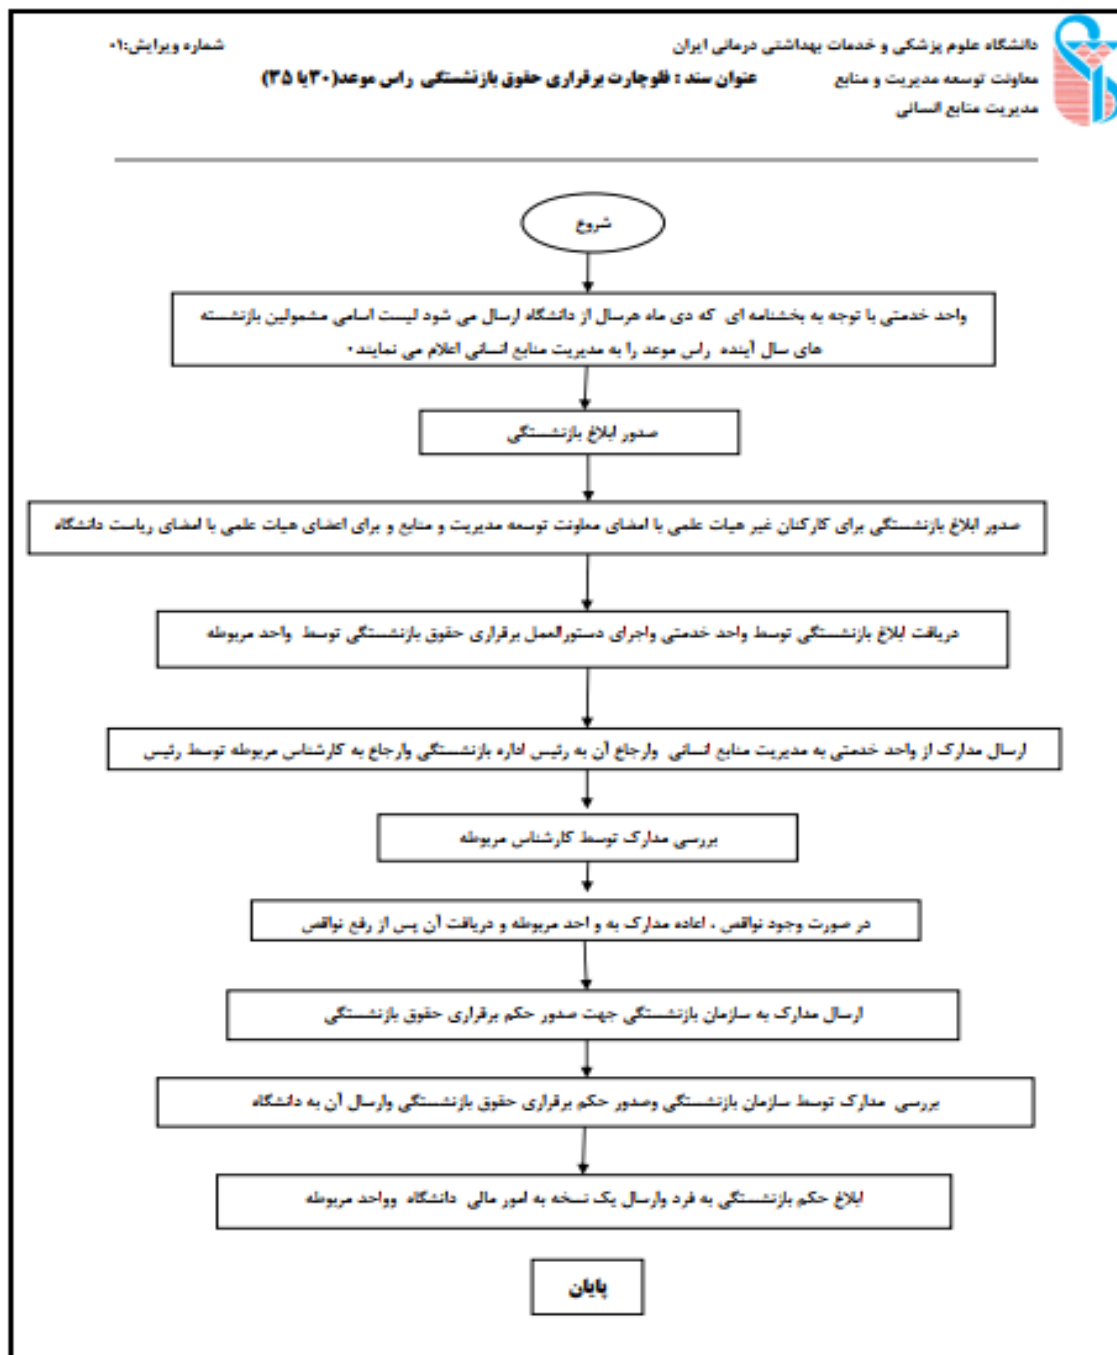 دانشگاه علوم پزشکی و خدمات بهداشتی درمانی ایران
شماره ویرایش:۰۱
معاونت توسعه مدیریت و منابع
عنوان سند : فلوچارت برقراری حقوق بازنشستگی راس موعد(۳۰یا ۳۵)
مدیریت منابع انسانی
شروع
واحد خدمتی با توجه به بخشنامه ای که دی ماه هرسال از دانشگاه ارسال می شود لیست اسامی مشمولین بازنشسته
های سال آینده راس موعد را به مدیریت منابع انسانی اعلام می نمایند۰
صدور ابلاغ بازنشستگی
صدور ابلاغ بازنشستگی برای کارکنان غیر هیات علمی با امضای معاونت توسعه مدیریت و منابع و برای اعضای هیات علمی با امضای ریاست دانشگاه
دریافت ابلاغ بازنشستگی توسط واحد خدمتی واجرای دستورالعمل برقراری حقوق بازنشستگی توسط واحد مربوطه
ارسال مدارک از واحد خدمتی به مدیریت منابع انسانی وارجاع آن به رئیس اداره بازنشستگی وارجاع به کارشناس مربوطه توسط رئیس
بررسی مدارک توسط کارشناس مربوطه
در صورت وجود نواقص ، اعاده مدارک به و احد مربوطه و دریافت آن پس از رفع نواقص
ارسال مدارک به سازمان بازنشستگی جهت صدور حکم برقراری حقوق بازنشستگی
بررسی مدارک توسط سازمان بازنشستگی وصدور حکم برقراری حقوق بازنشستگی وارسال آن به دانشگاه
ابلاغ حکم بازنشستگی به فرد وارسال یک نسخه به امور مالی دانشگاه وواحد مربوطه
پایان